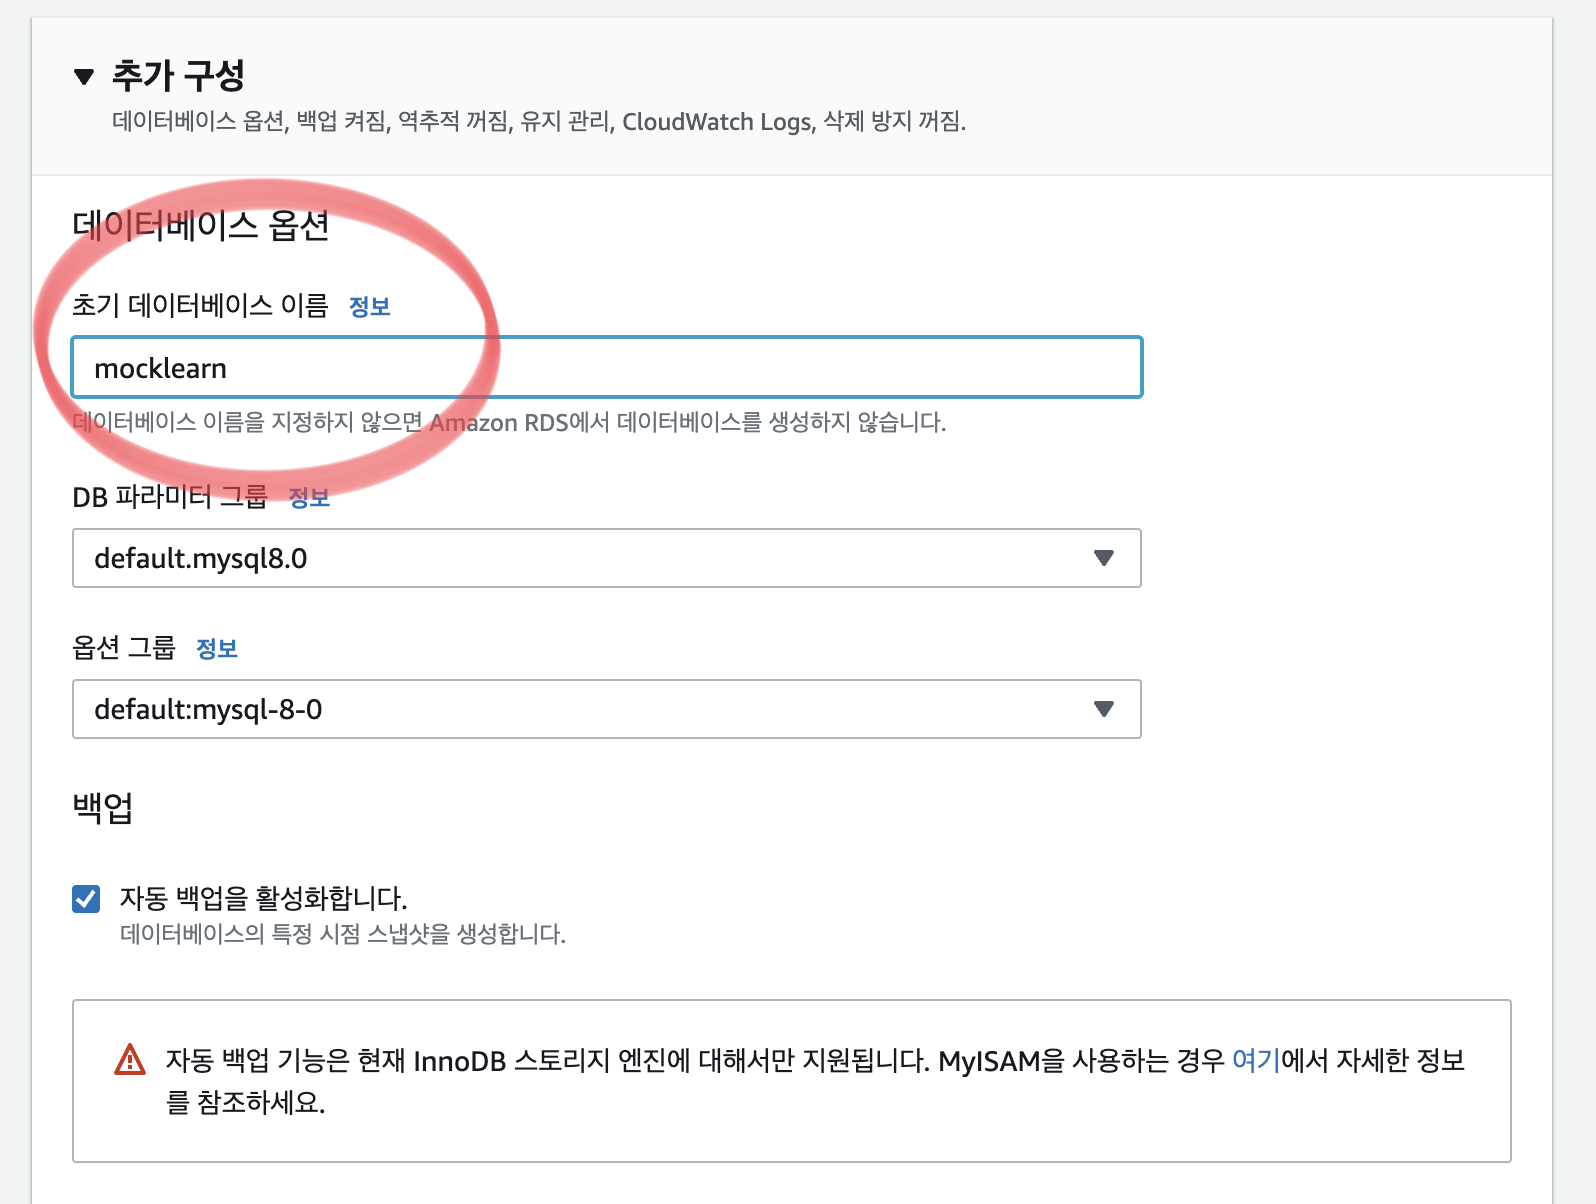 추가 구성
데이터베이스 옵션, 백업 켜짐, 역추적 꺼짐, 유지 관리, CloudWatch Logs, 삭제 방지 꺼짐.
데이터베이스 옵션
초기 데이터베이스 이름 정보
mocklearn
데이터베이스 이름을 지정하지 않으면 Amazon RDS에서 데이터베이스를 생성하지 않습니다.
DB 파라미터 그룹 정보
default.mysql8.0
옵션 그룹 정보
default:mysql-8-0
백업
자동 백업을 활성화합니다.
데이터베이스의 특정 시점 스냅샷을 생성합니다.
자동 백업 기능은 현재 InnoDB 스토리지 엔진에 대해서만 지원됩니다. MyISAM을 사용하는 경우 여기에서 자세한 정보
를 참조하세요.